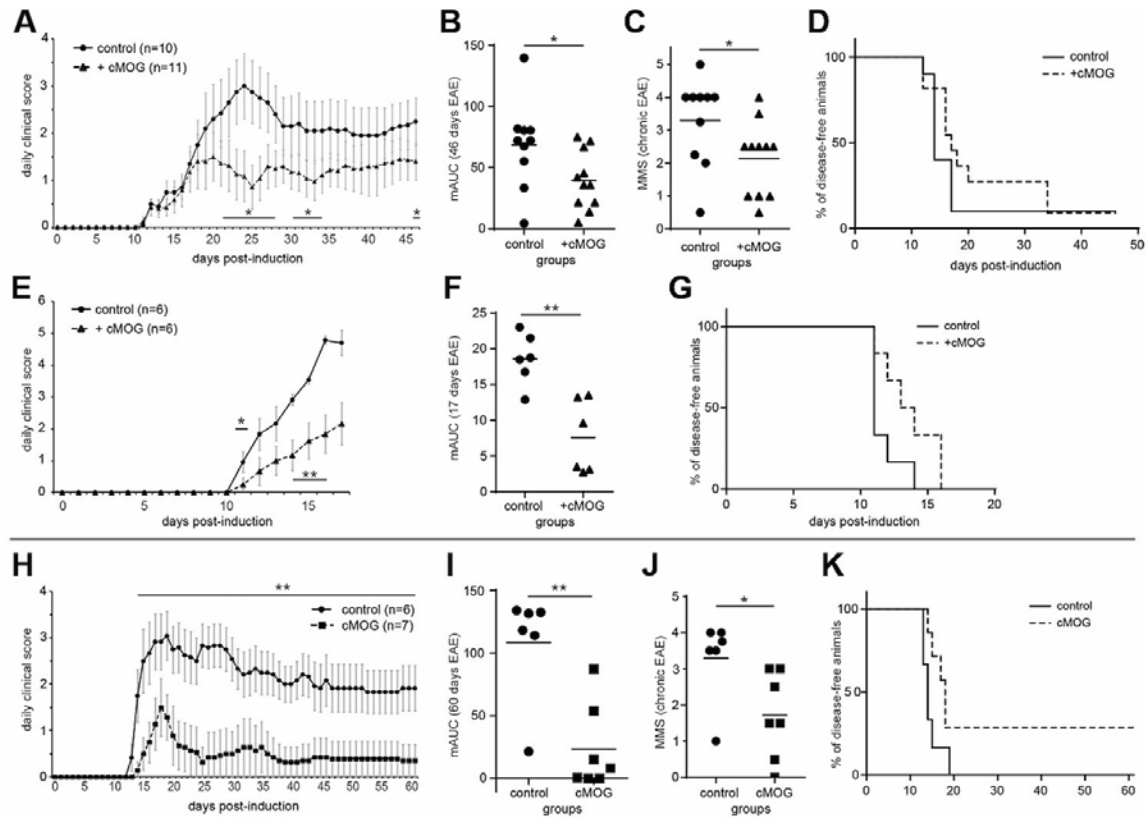 A
daily clinical score
control (n=10)
+ cMOG (n=11)
4
3
2
1
0
* * *
0 5 10 15 20 25 30 35 40 45
days post-induction
B
mAUC (46 days EAE)
*
150
100
50
0
control +cMOG
groups
C
MMS (chronic EAE)
*
5
4
3
2
1
0
control +cMOG
groups
D
% of disease-free animals
control
+cMOG
100
50
0
0 10 20 30 40 50
days post-induction
E
daily clinical score
control (n=6)
+ cMOG (n=6)
6
5
4
3
2
1
0
*
**
0 5 10 15
days post-induction
F
mAUC (17 days EAE)
**
25
20
15
10
5
0
control +cMOG
groups
G
% of disease-free animals
control
+cMOG
100
50
0
0 5 10 15 20
days post-induction
H
daily clinical score
**
control (n=6)
cMOG (n=7)
4
3
2
1
0
0 5 10 15 20 25 30 35 40 45 50 55 60
days post-induction
I
mAUC (60 days EAE)
**
150
100
50
0
control cMOG
groups
J
MMS (chronic EAE)
*
5
4
3
2
1
0
control cMOG
groups
K
% of disease-free animals
control
cMOG
100
50
0
0 10 20 30 40 50 60
days post-induction